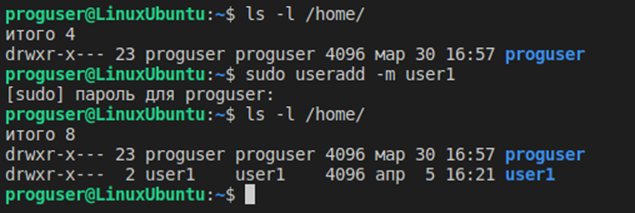 proguser@LinuxUbuntu:~$ ls -l /home/
итого 4
drwxr-x--- 23 proguser proguser 4096 мар 30 16:57 proguser
proguser@LinuxUbuntu:~$ sudo useradd -m user1
[sudo] пароль для proguser:
proguser@LinuxUbuntu:~$ ls -l /home/
итого 8
drwxr-x--- 23 proguser proguser 4096 мар 30 16:57 proguser
drwxr-x---  2 user1    user1    4096 апр  5 16:21 user1
proguser@LinuxUbuntu:~$